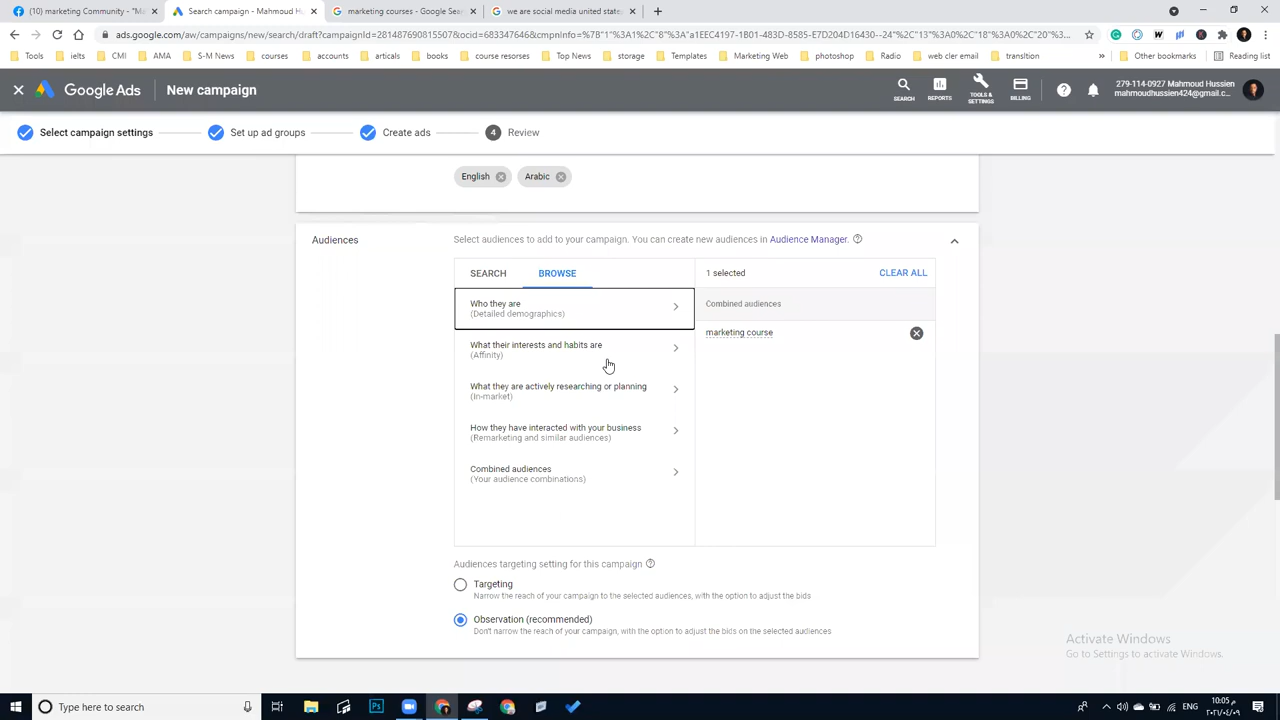 (10) marketing Community - "Ma
Search campaign - Mahmoud Hus
marketing courses - Google Sea
we are social media united state
ads.google.com/aw/campaigns/new/search/draft?campaignId=281487690815507&ocid=683347646&cmpnInfo=%7B"1"%3A1%2C"8"%3A"a1EEC4197-1B01-483D-8585-E7D204D16430--24%2C"13"%3A0%2C"18"%3A0%2C"20"%3...
Tools
ielts
CMI
AMA
S-M News
courses
accounts
articals
books
course resorses
Top News
storage
Templates
Marketing Web
photoshop
Radio
web cler email
transltion
»
Other bookmarks
Reading list
Google Ads
New campaign
SEARCH
REPORTS
TOOLS & SETTINGS
BILLING
279-114-0927 Mahmoud Hussien
mahmoudhussien424@gmail.c...
Select campaign settings
Set up ad groups
Create ads
4 Review
English
Arabic
Audiences
Select audiences to add to your campaign. You can create new audiences in Audience Manager.
SEARCH
BROWSE
1 selected
CLEAR ALL
Who they are
(Detailed demographics)
Combined audiences
marketing course
What their interests and habits are
(Affinity)
What they are actively researching or planning
(In-market)
How they have interacted with your business
(Remarketing and similar audiences)
Combined audiences
(Your audience combinations)
Audiences targeting setting for this campaign
Targeting
Narrow the reach of your campaign to the selected audiences, with the option to adjust the bids
Observation (recommended)
Don't narrow the reach of your campaign, with the option to adjust the bids on the selected audiences
Activate Windows
Go to Settings to activate Windows.
Type here to search
ENG
10:05 م
٢٠٢١/٠٤/٠٩